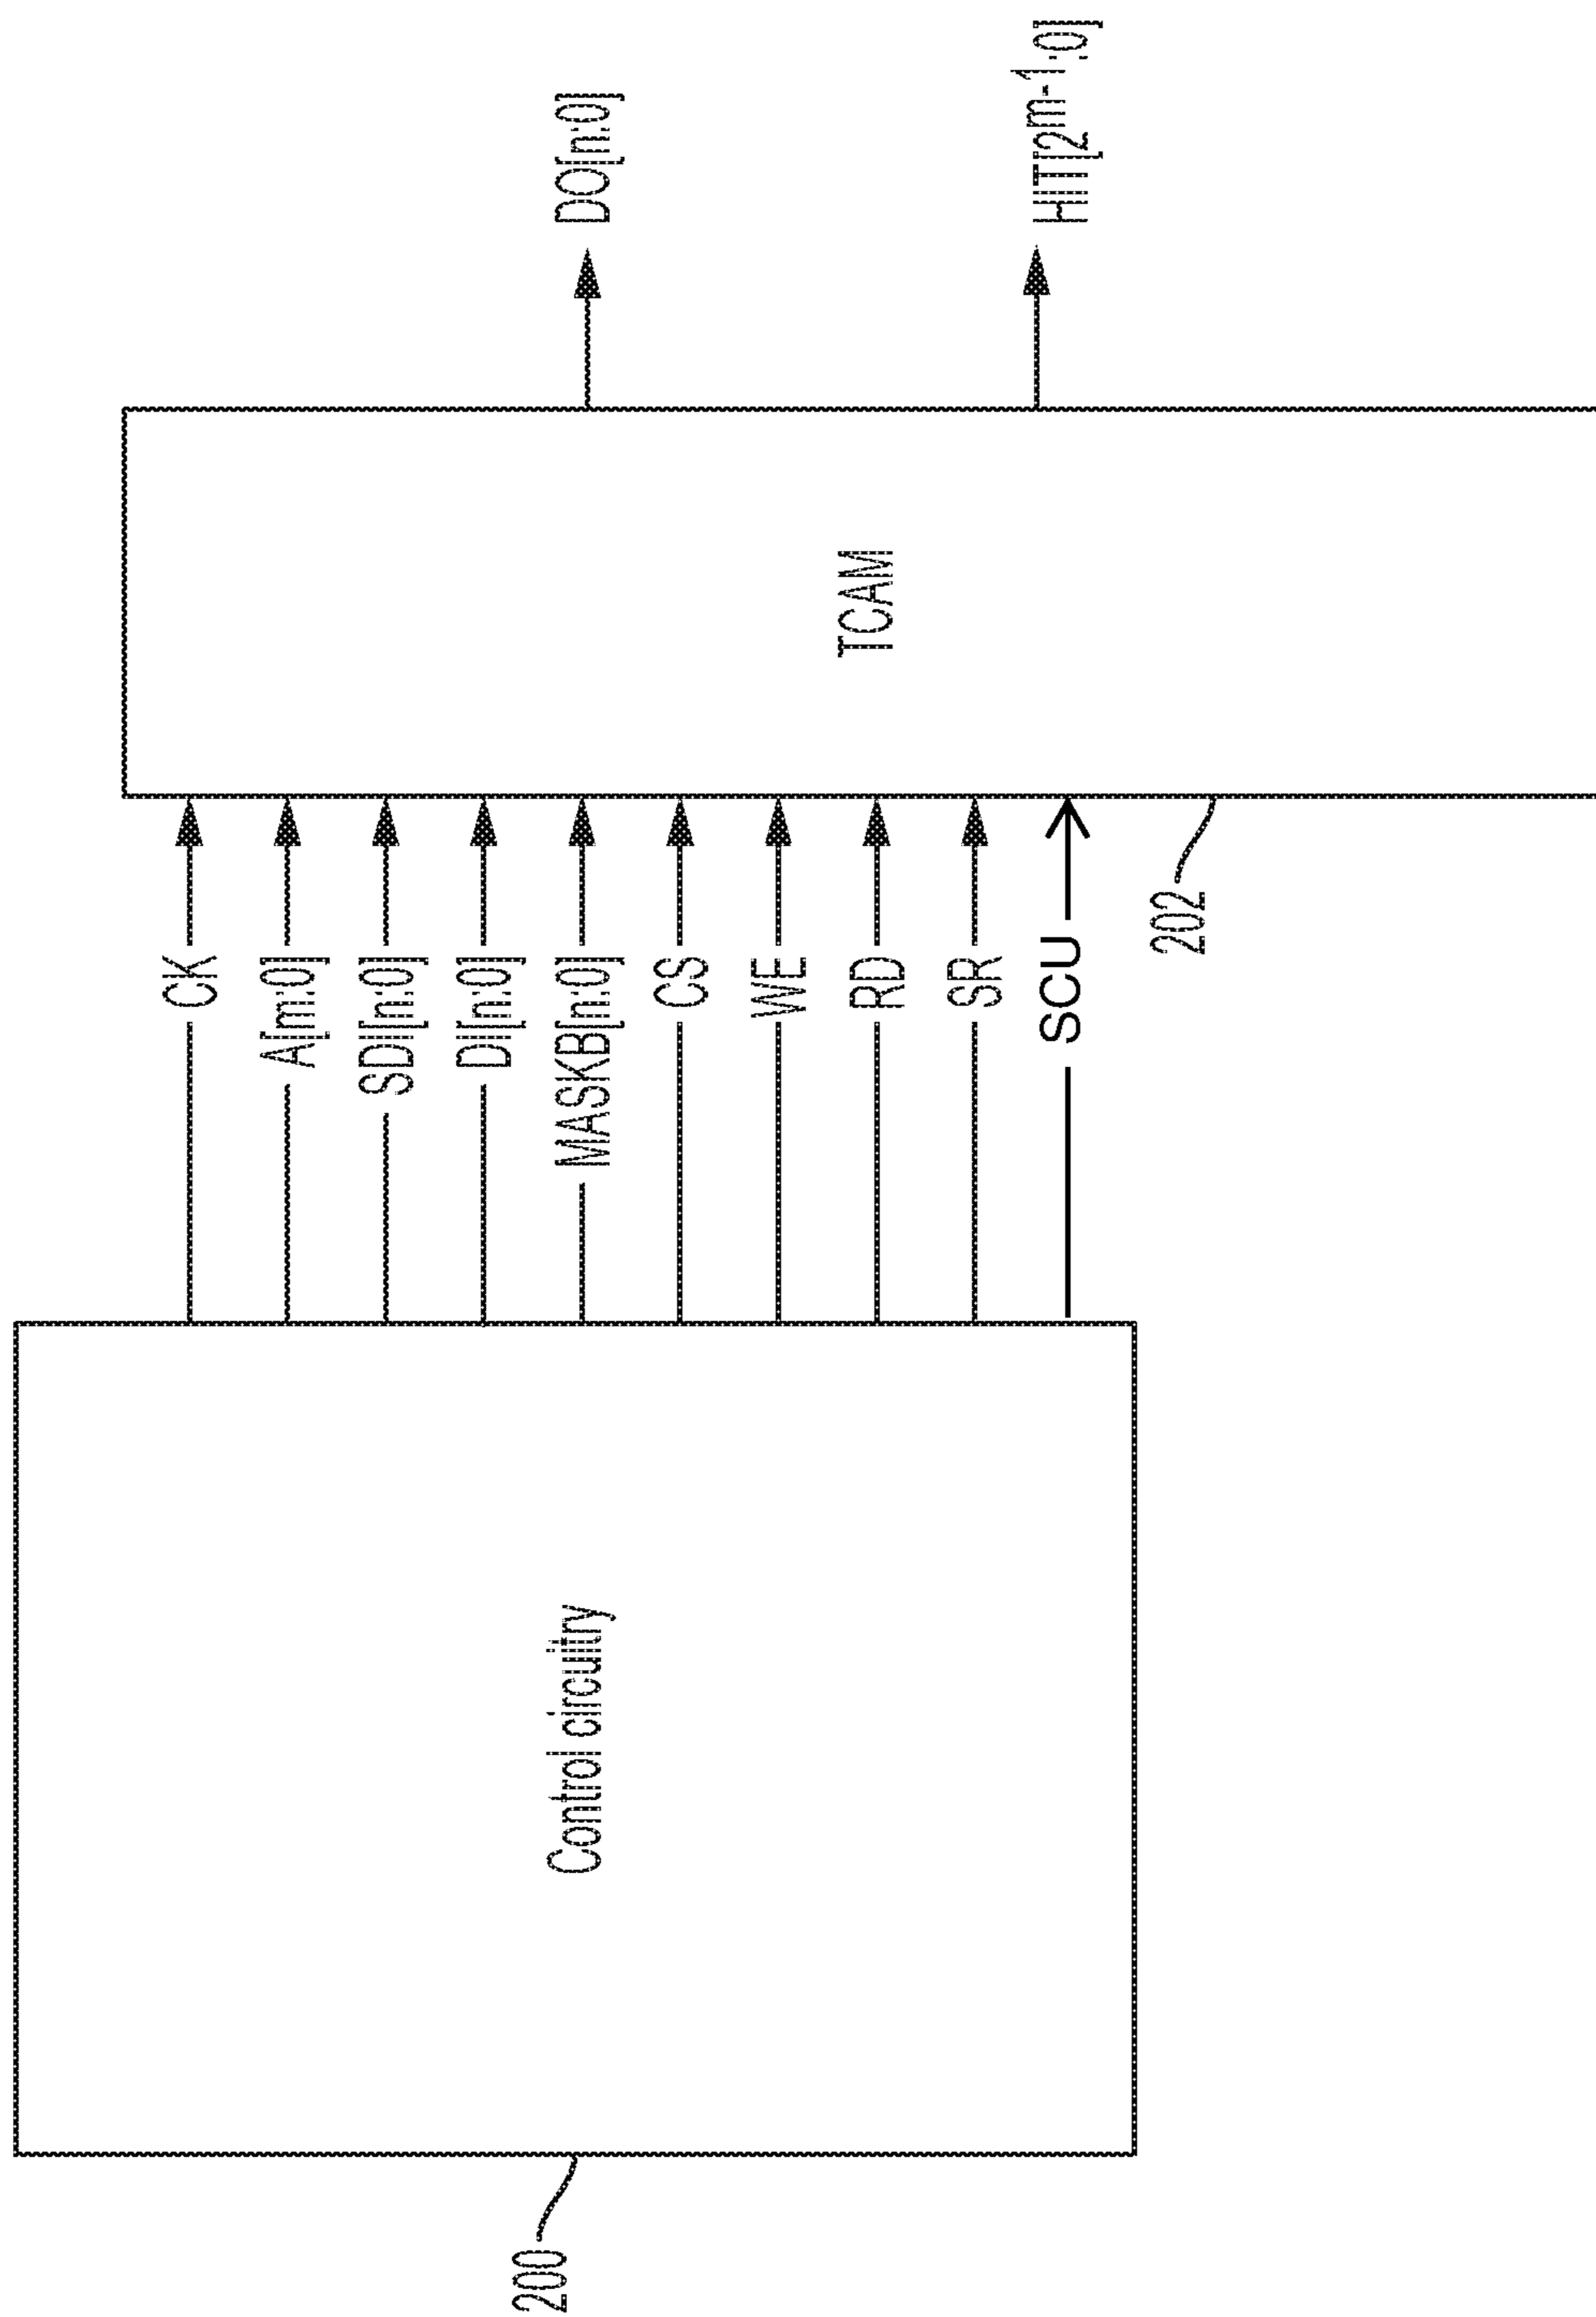 200
Control circuitry
CK
A[m:0]
SDI[n:0]
DI[n:0]
MASKB[n:0]
CS
WE
RD
SR
SCU
202
TCAM
DO[n:0]
HIT[2m-1:0]